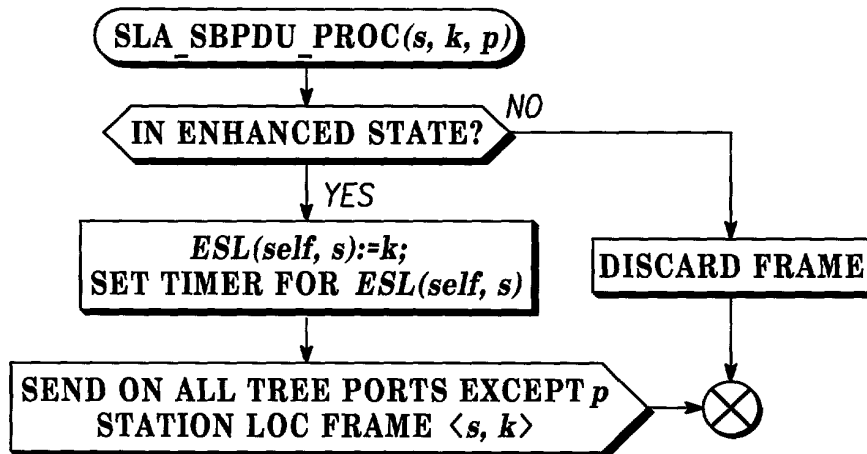 SLA_SBPDU_PROC(s, k, p)
NO
IN ENHANCED STATE?
YES
ESL(self, s):=k;
SET TIMER FOR ESL(self, s)
DISCARD FRAME
SEND ON ALL TREE PORTS EXCEPT p
STATION LOC FRAME <s, k>